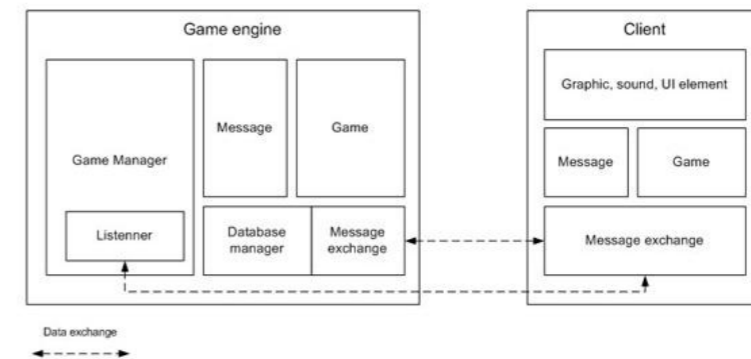 Game engine
Client
Graphic, sound, UI element
Message
Game
Game Manager
Message
Game
Listenner
Database
manager
Message
exchange
Message exchange
Data exchange